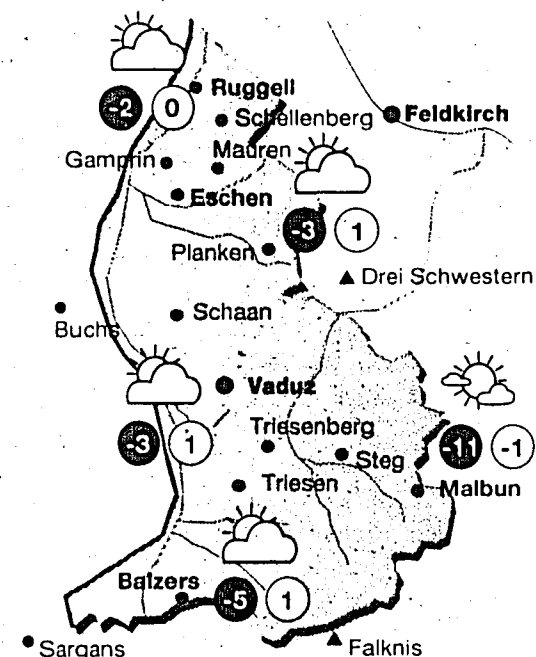 Ruggell
-2 0
Schellenberg
Feldkirch
Mauren
Gamprin
Eschen
-3 1
Planken
Drei Schwestern
Schaan
Buchs
Vaduz
Triesenberg
-3 1
Steg
-11 -1
Triesen
Malbun
Balzers
-5 1
Sargans
Falknis